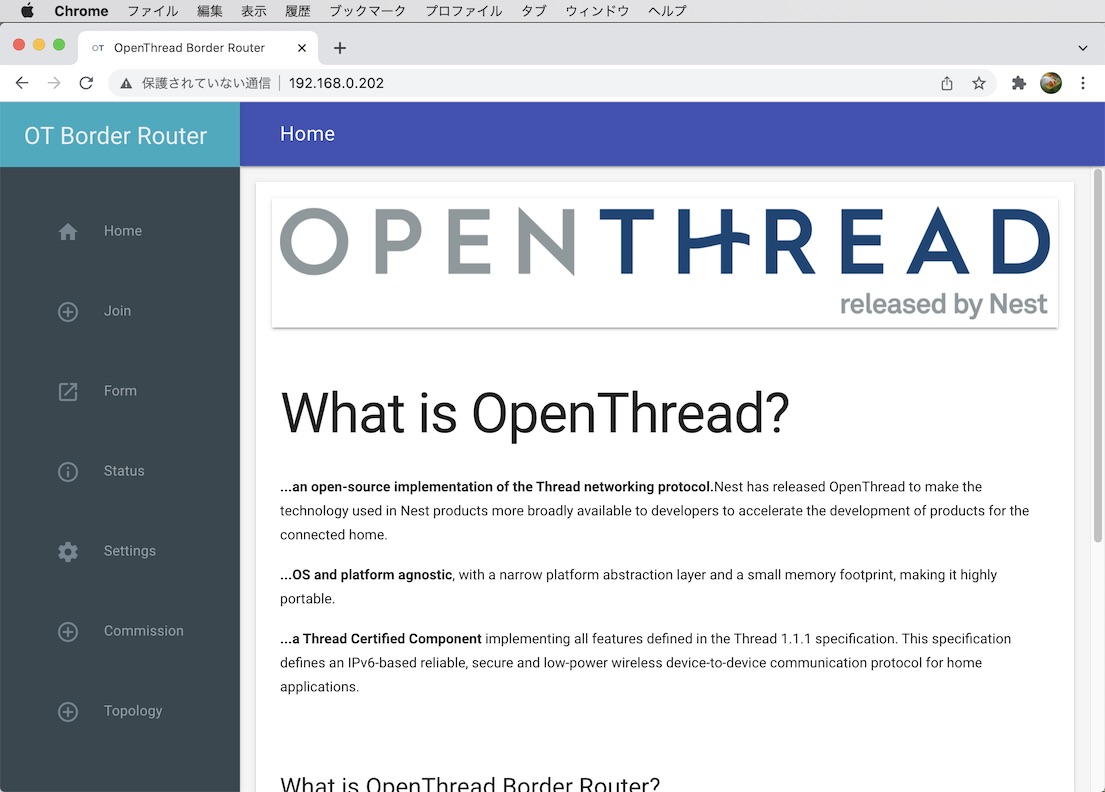 Chrome ファイル 編集 表示 履歴 ブックマーク プロファイル タブ ウィンドウ ヘルプ
OT OpenThread Border Router
保護されていない通信 192.168.0.202
OT Border Router
Home
Home
Join
Form
Status
Settings
Commission
Topology
OPENTHREAD
released by Nest
What is OpenThread?
...an open-source implementation of the Thread networking protocol.Nest has released OpenThread to make the
technology used in Nest products more broadly available to developers to accelerate the development of products for the
connected home.
...OS and platform agnostic, with a narrow platform abstraction layer and a small memory footprint, making it highly
portable.
...a Thread Certified Component implementing all features defined in the Thread 1.1.1 specification. This specification
defines an IPv6-based reliable, secure and low-power wireless device-to-device communication protocol for home
applications.
What is OpenThread Border Router?